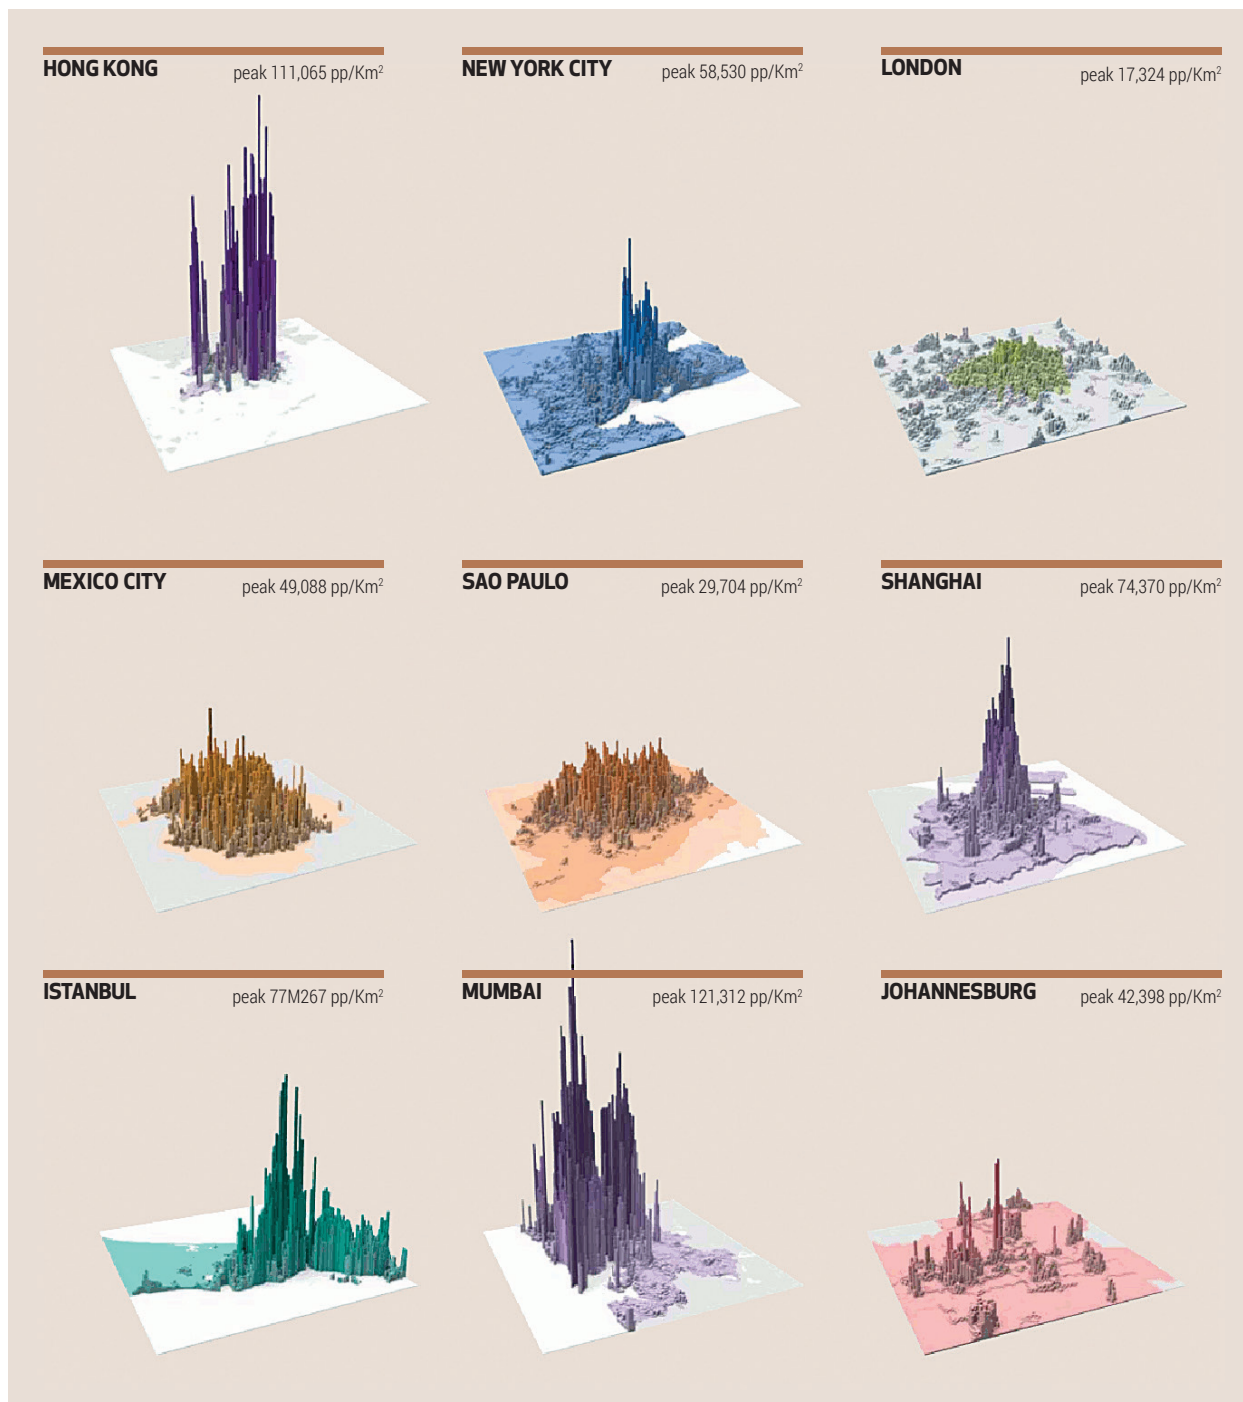 HONG KONG peak 111,065 pp/Km²
NEW YORK CITY peak 58,530 pp/Km²
LONDON peak 17,324 pp/Km²
MEXICO CITY peak 49,088 pp/Km²
SAO PAULO peak 29,704 pp/Km²
SHANGHAI peak 74,370 pp/Km²
ISTANBUL peak 77M267 pp/Km²
MUMBAI peak 121,312 pp/Km²
JOHANNESBURG peak 42,398 pp/Km²